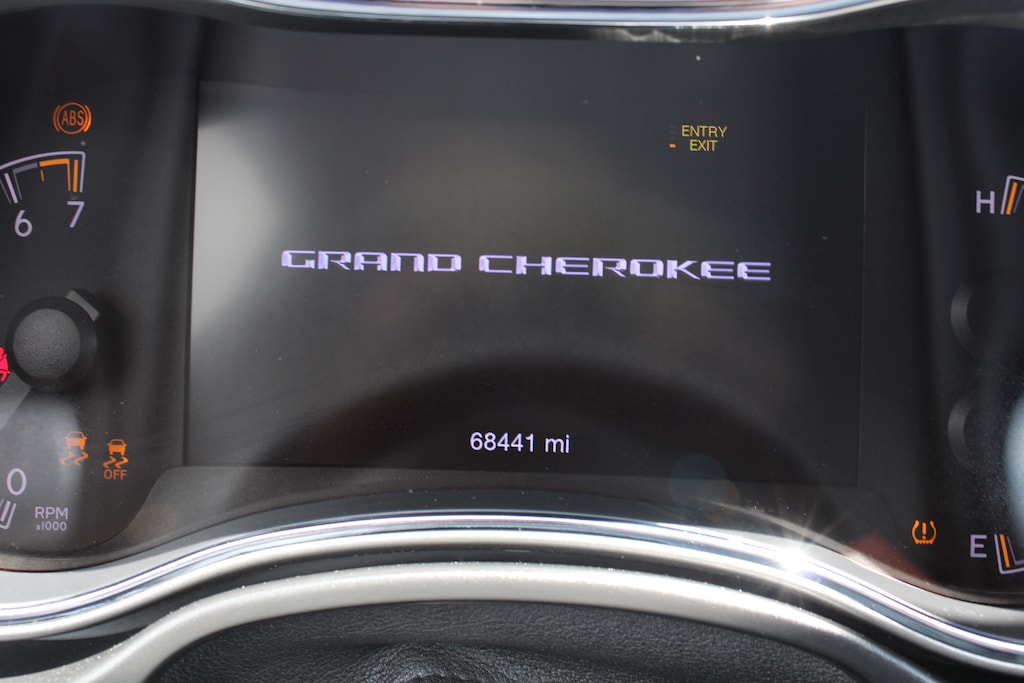 ABS
ENTRY
EXIT
6
7
H
GRAND CHEROKEE
68441 mi
OFF
0
RPM
x1000
!
E